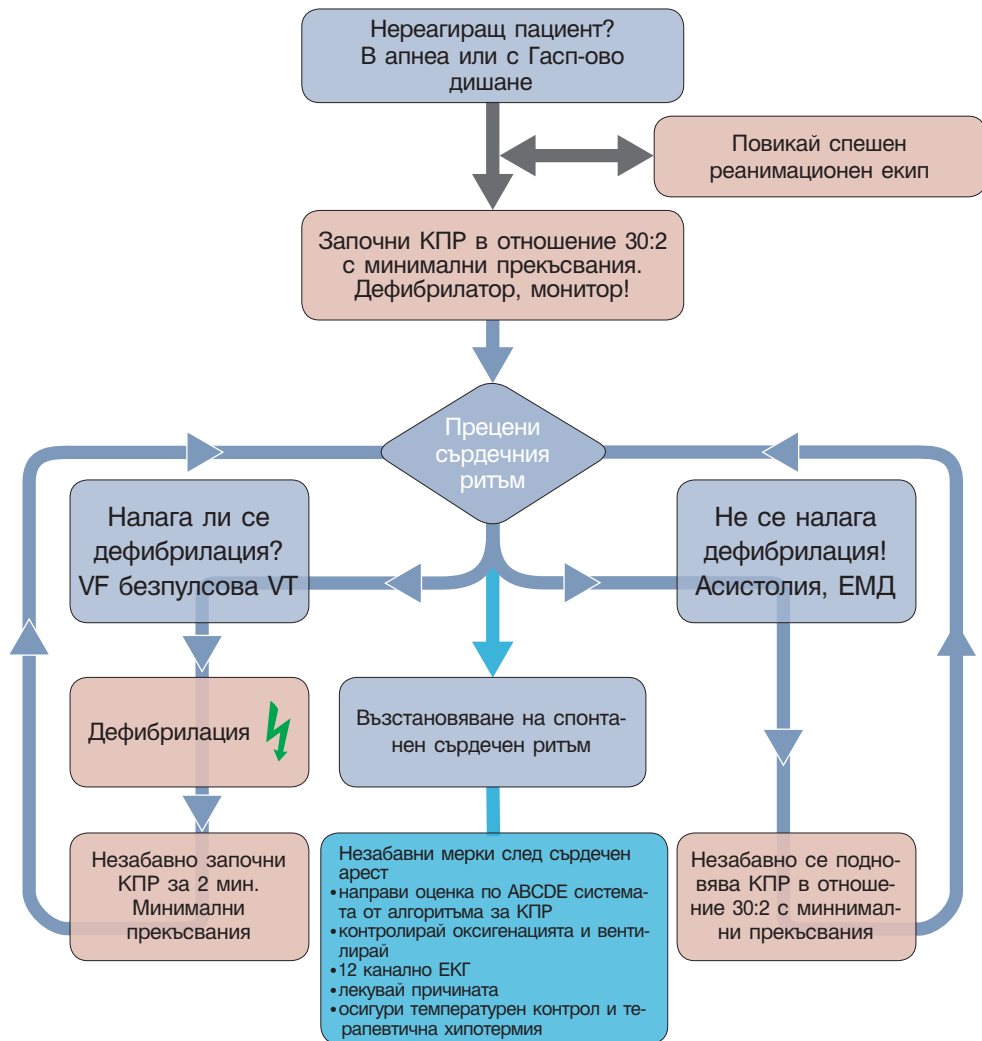 Нереагиращ пациент?
В апнеа или с Гасп-ово
дишане
Повикай спешен
реанимационен екип
Започни КПР в отношение 30:2
с минимални прекъсвания.
Дефибрилатор, монитор!
Прецени
сърдечния
ритъм
Налага ли се
дефибрилация?
VF безпулсова VT
Не се налага
дефибрилация!
Асистолия, ЕМД
Дефибрилация
Възстановяване на спонта-
нен сърдечен ритъм
Незабавно започни
КПР за 2 мин.
Минимални
прекъсвания
Незабавни мерки след сърдечен
арест
•направи оценка по ABCDE система-
та от алгоритъма за КПР
•контролирай оксигенацията и венти-
лирай
•12 канално ЕКГ
•лекувай причината
•осигури температурен контрол и те-
рапевтична хипотермия
Незабавно се подно-
вява КПР в отноше-
ние 30:2 с миннимал-
ни прекъсвания